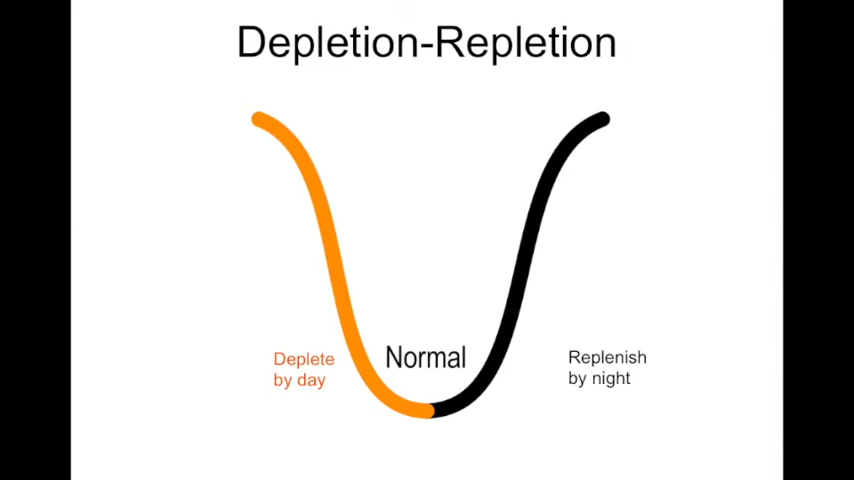 Depletion-Repletion
Normal
Deplete
by day
Replenish
by night